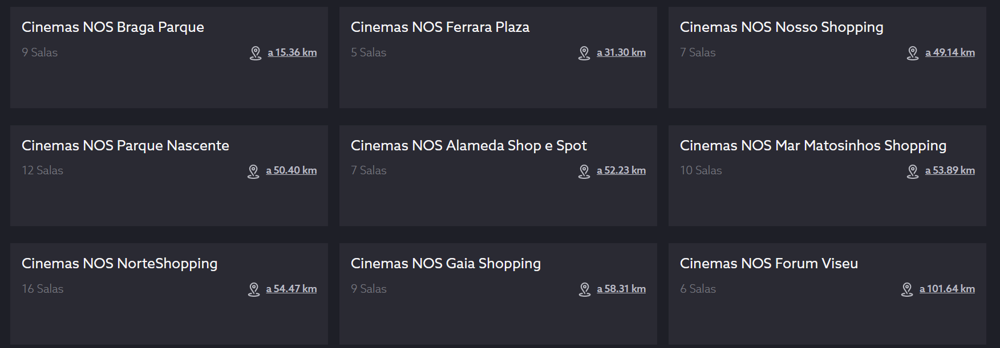 Cinemas NOS Braga Parque
9 Salas
a 15.36 km
Cinemas NOS Ferrara Plaza
5 Salas
a 31.30 km
Cinemas NOS Nosso Shopping
7 Salas
a 49.14 km
Cinemas NOS Parque Nascente
12 Salas
a 50.40 km
Cinemas NOS Alameda Shop e Spot
7 Salas
a 52.23 km
Cinemas NOS Mar Matosinhos Shopping
10 Salas
a 53.89 km
Cinemas NOS NorteShopping
16 Salas
a 54.47 km
Cinemas NOS Gaia Shopping
9 Salas
a 58.31 km
Cinemas NOS Forum Viseu
6 Salas
a 101.64 km